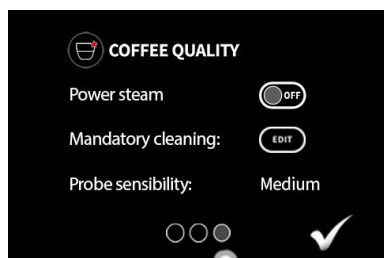 COFFEE QUALITY
Power steam OFF
Mandatory cleaning: EDIT
Probe sensibility: Medium